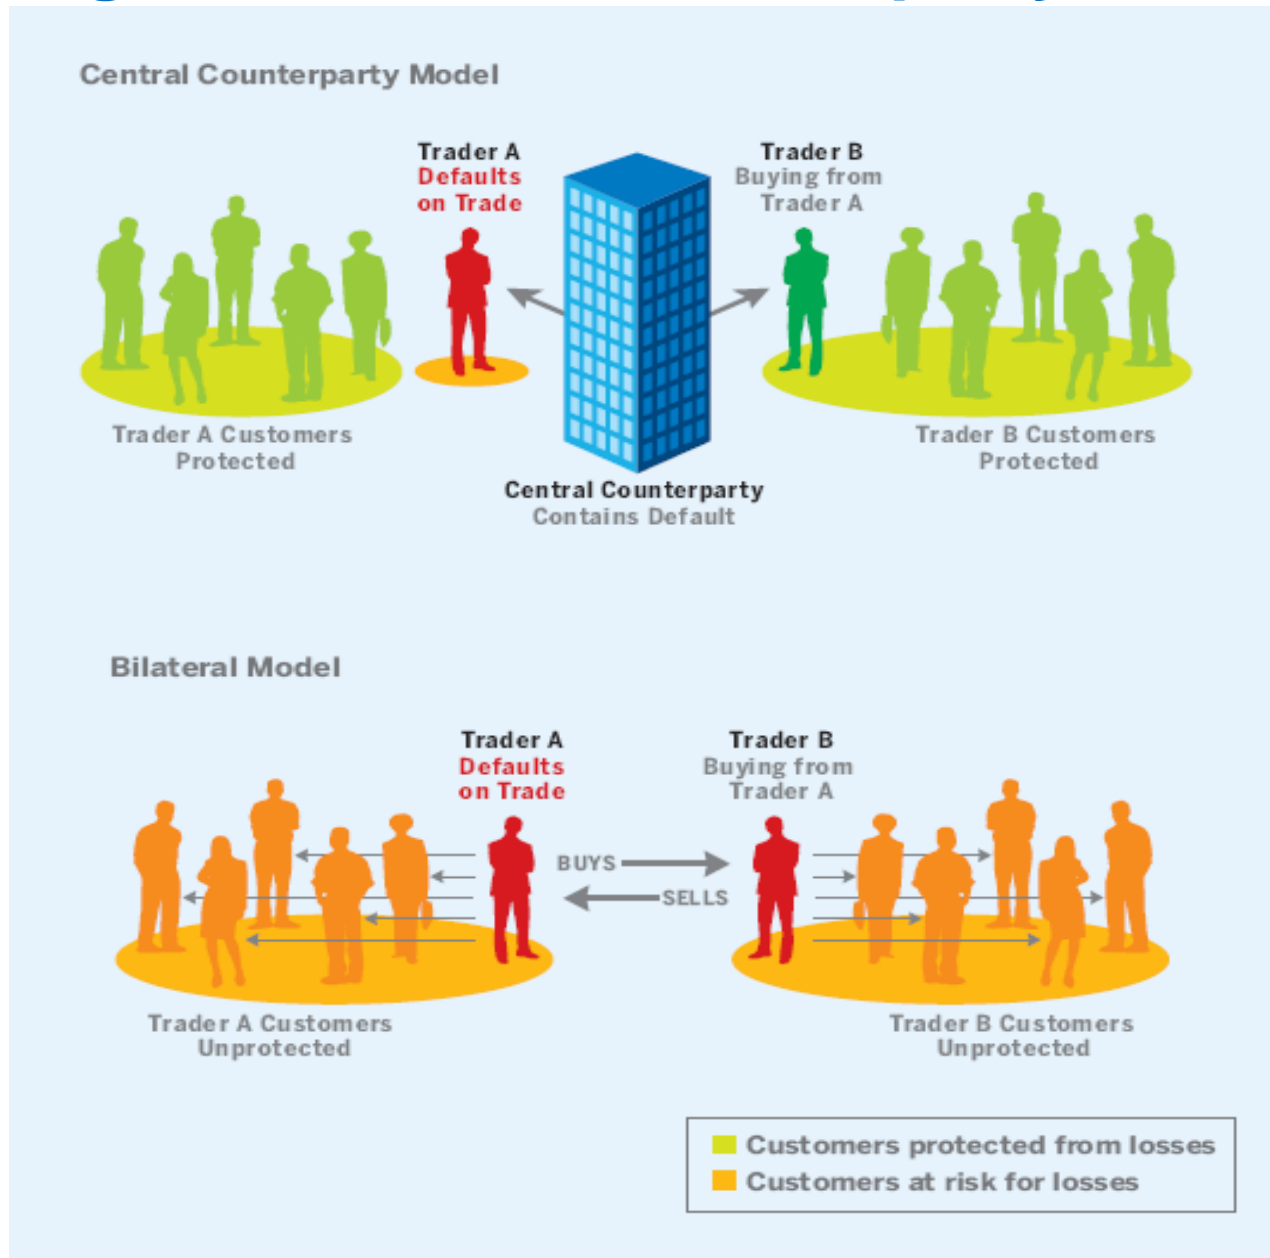 Central Counterparty Model
Trader A
Defaults
on Trade
Trader B
Buying from
Trader A
Trader A Customers
Protected
Trader B Customers
Protected
Central Counterparty
Contains Default
Bilateral Model
Trader A
Defaults
on Trade
Trader B
Buying from
Trader A
BUYS
SELLS
Trader A Customers
Unprotected
Trader B Customers
Unprotected
Customers protected from losses
Customers at risk for losses